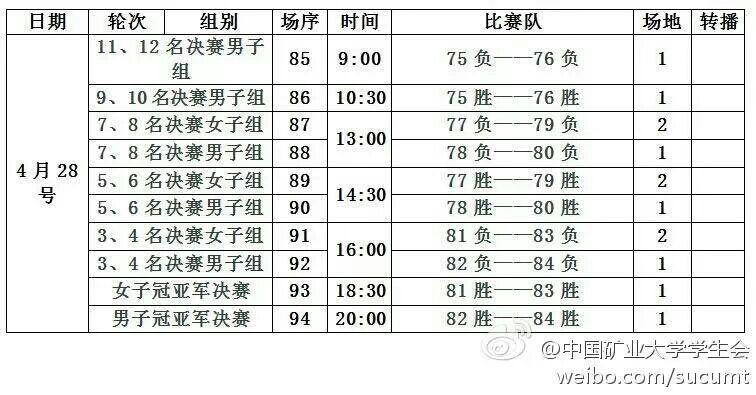 日期 轮次 组别 场序 时间 比赛队 场地 转播
4月28号
11、12名决赛男子组 85 9:00 75负——76负 1
9、10名决赛男子组 86 10:30 75胜——76胜 1
7、8名决赛女子组 87 13:00 77负——79负 2
7、8名决赛男子组 88 78负——80负 1
5、6名决赛女子组 89 14:30 77胜——79胜 2
5、6名决赛男子组 90 78胜——80胜 1
3、4名决赛女子组 91 16:00 81负——83负 2
3、4名决赛男子组 92 82负——84负 1
女子冠亚军决赛 93 18:30 81胜——83胜 1
男子冠亚军决赛 94 20:00 82胜——84胜 1
@中国矿业大学学生会
weibo.com/sucumt